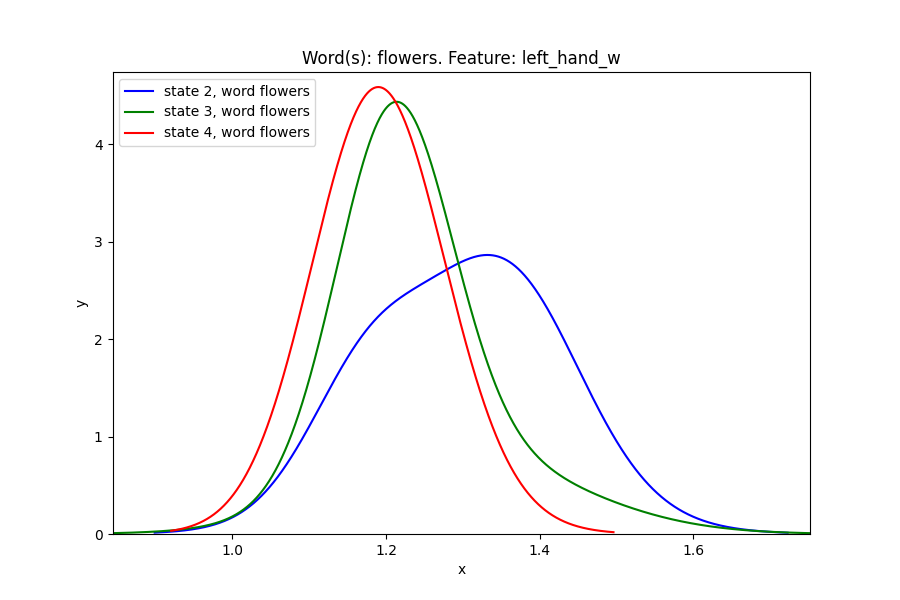 Word(s): flowers. Feature: left_hand_w
state 2, word flowers
state 3, word flowers
state 4, word flowers
y
4
3
2
1
0
1.0 1.2 1.4 1.6
x